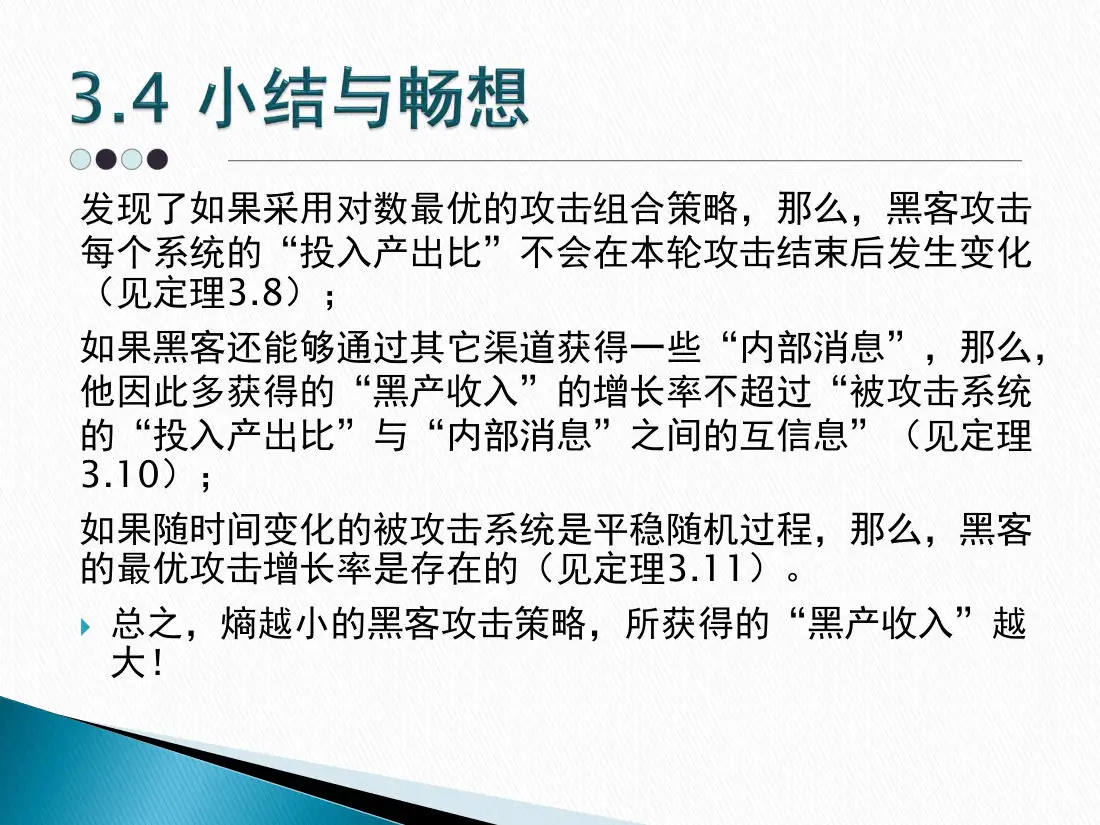 3.4 小结与畅想
发现了如果采用对数最优的攻击组合策略，那么，黑客攻击
每个系统的“投入产出比”不会在本轮攻击结束后发生变化
（见定理3.8）；
如果黑客还能够通过其它渠道获得一些“内部消息”，那么，
他因此多获得的“黑产收入”的增长率不超过“被攻击系统
的“投入产出比”与“内部消息”之间的互信息”（见定理
3.10）；
如果随时间变化的被攻击系统是平稳随机过程，那么，黑客
的最优攻击增长率是存在的（见定理3.11）。
总之，熵越小的黑客攻击策略，所获得的“黑产收入”越
大！